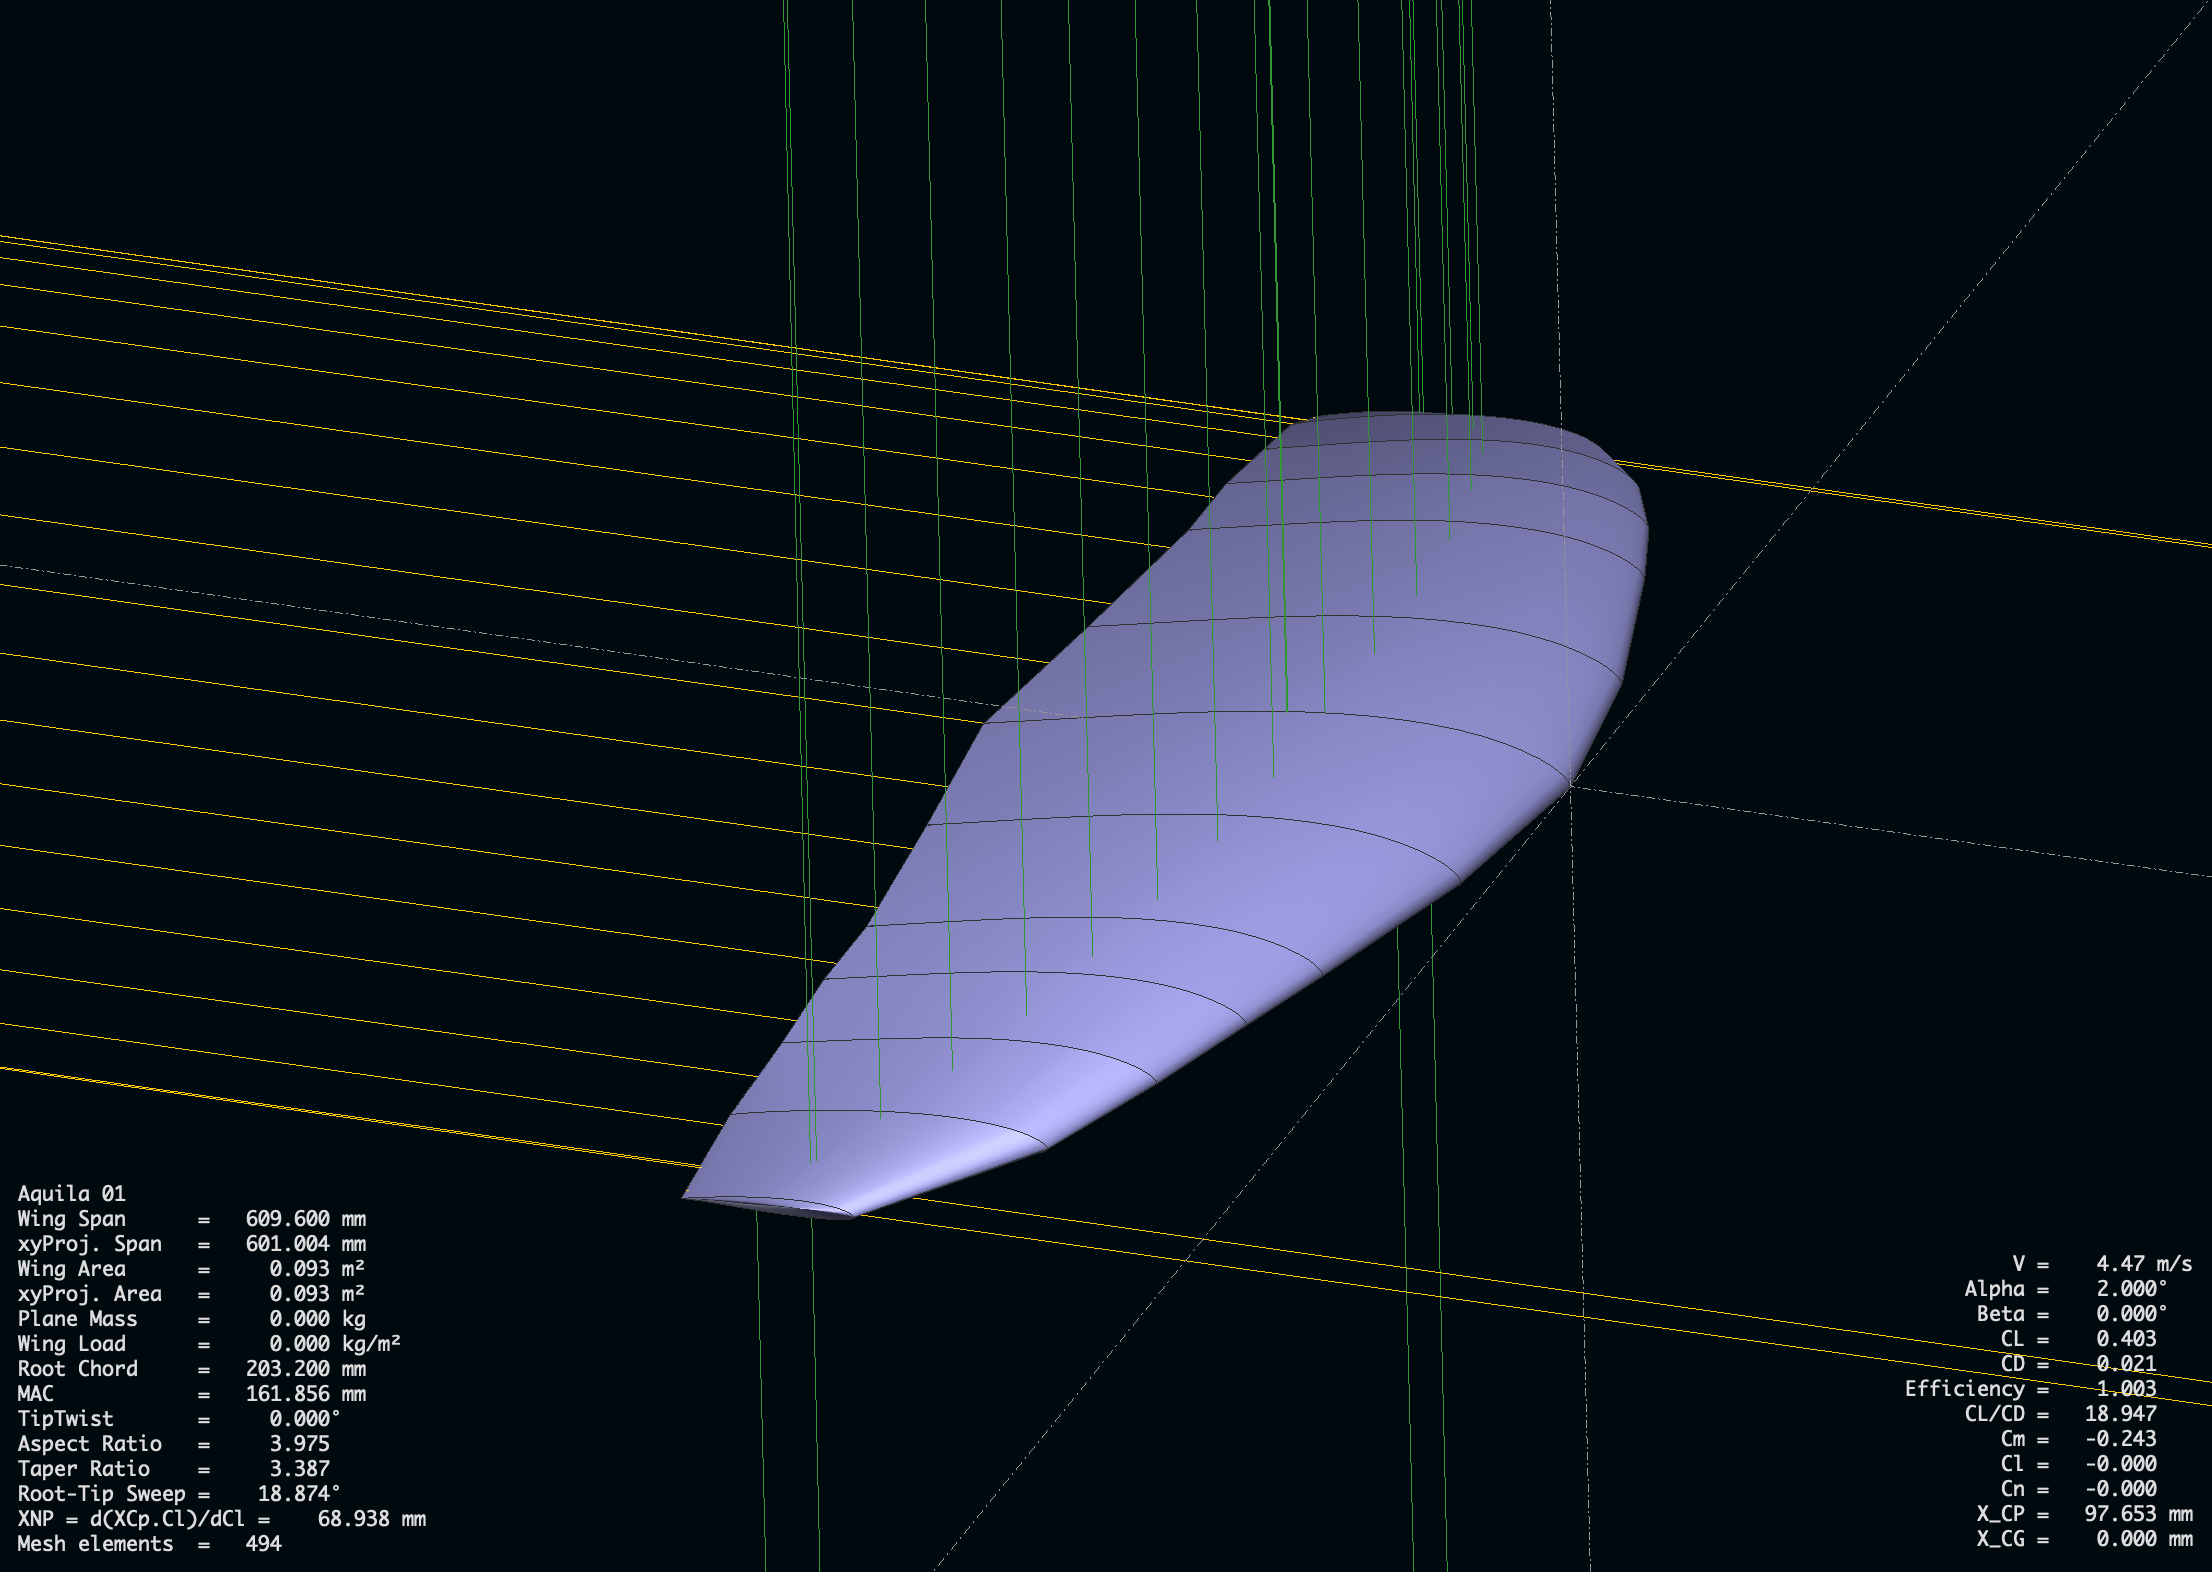 Aquila 01
Wing Span = 609.600 mm
xyProj. Span = 601.004 mm
Wing Area = 0.093 m²
xyProj. Area = 0.093 m²
Plane Mass = 0.000 kg
Wing Load = 0.000 kg/m²
Root Chord = 203.200 mm
MAC = 161.856 mm
TipTwist = 0.000°
Aspect Ratio = 3.975
Taper Ratio = 3.387
Root-Tip Sweep = 18.874°
XNP = d(XCp.Cl)/dCl = 68.938 mm
Mesh elements = 494
V = 4.47 m/s
Alpha = 2.000°
Beta = 0.000°
CL = 0.403
CD = 0.021
Efficiency = 1.003
CL/CD = 18.947
Cm = -0.243
Cl = -0.000
Cn = -0.000
X_CP = 97.653 mm
X_CG = 0.000 mm